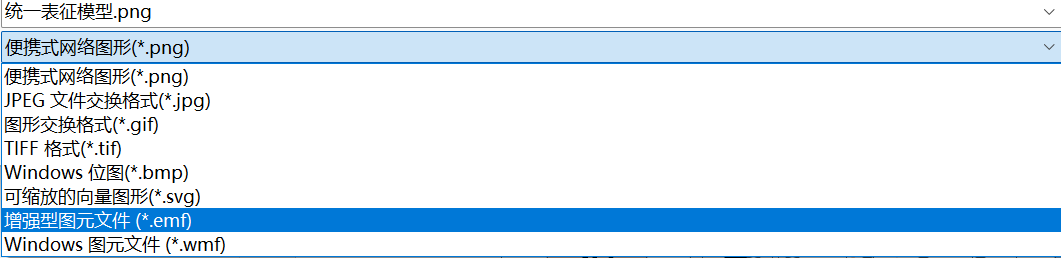 统一表征模型.png
便携式网络图形(*.png)
便携式网络图形(*.png)
JPEG 文件交换格式(*.jpg)
图形交换格式(*.gif)
TIFF 格式(*.tif)
Windows 位图(*.bmp)
可缩放的向量图形(*.svg)
增强型图元文件 (*.emf)
Windows 图元文件 (*.wmf)